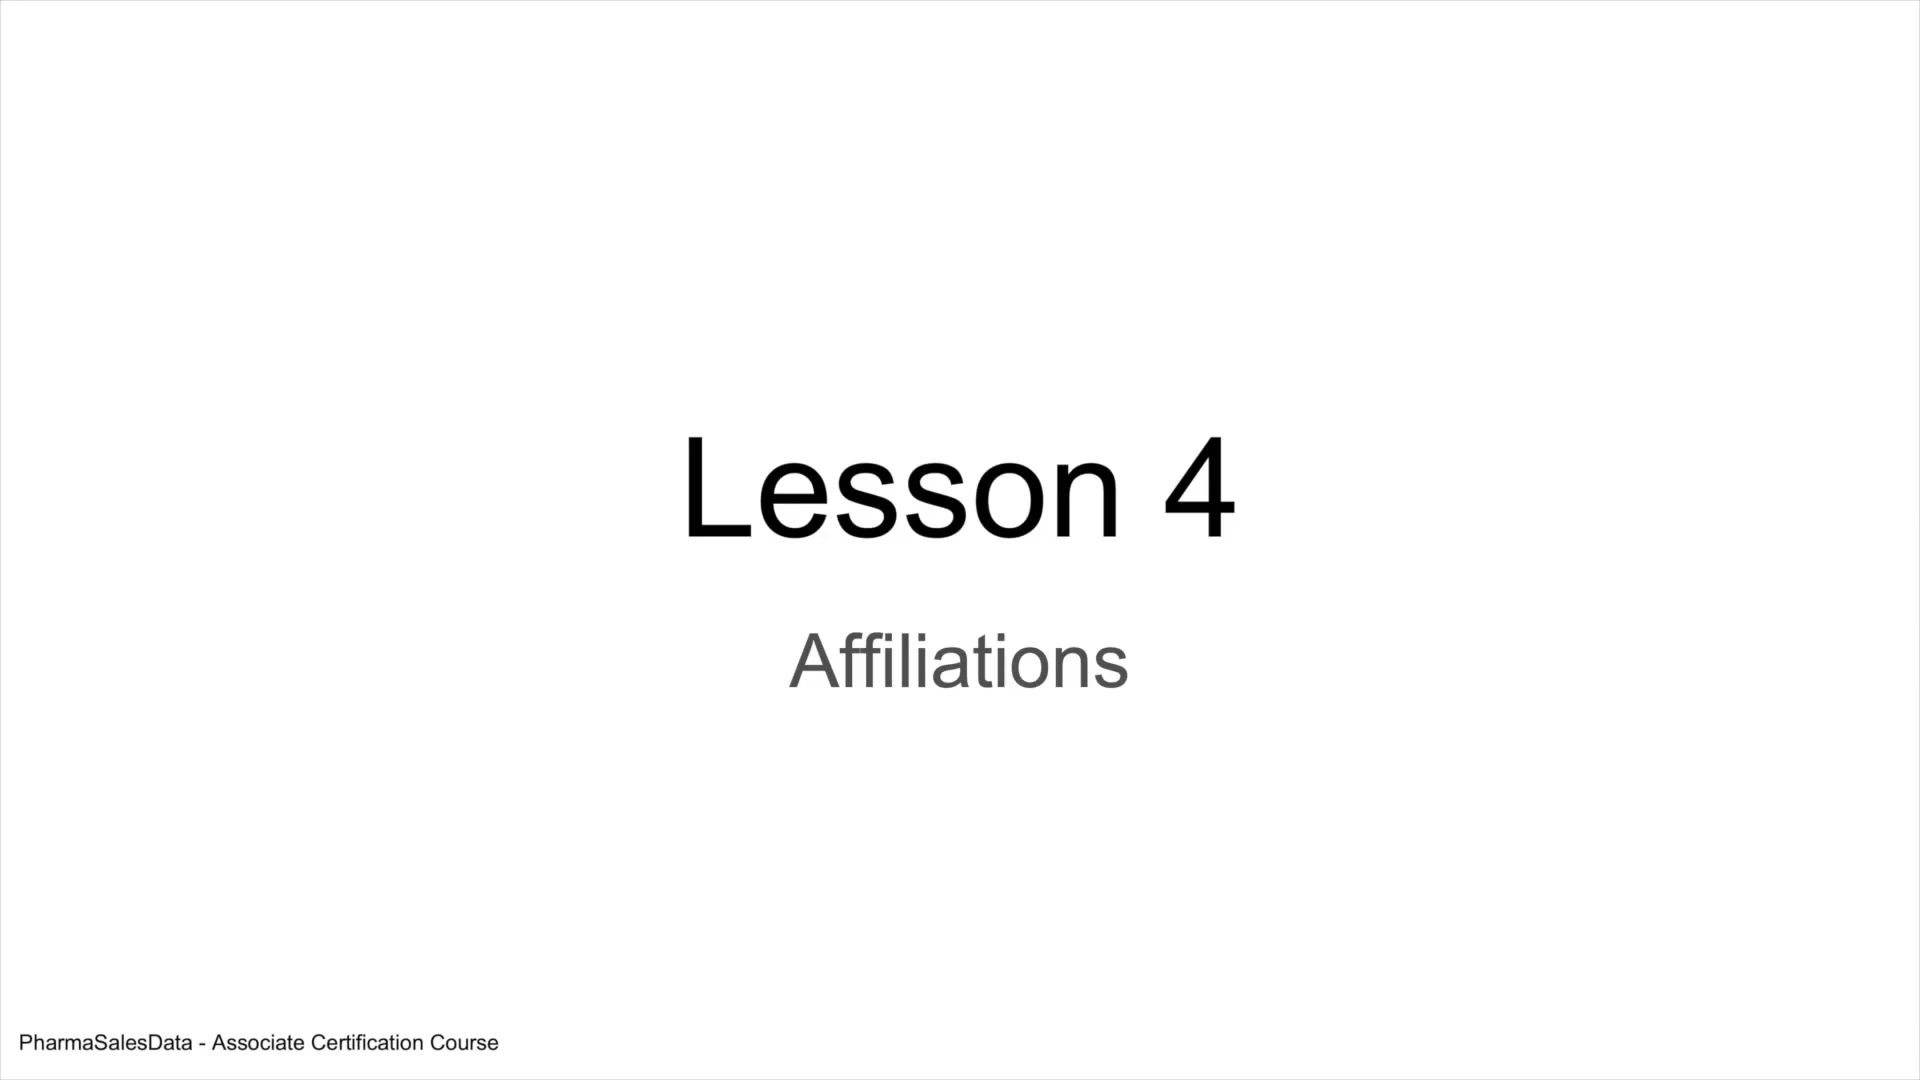 Lesson 4
Affiliations
PharmaSalesData - Associate Certification Course